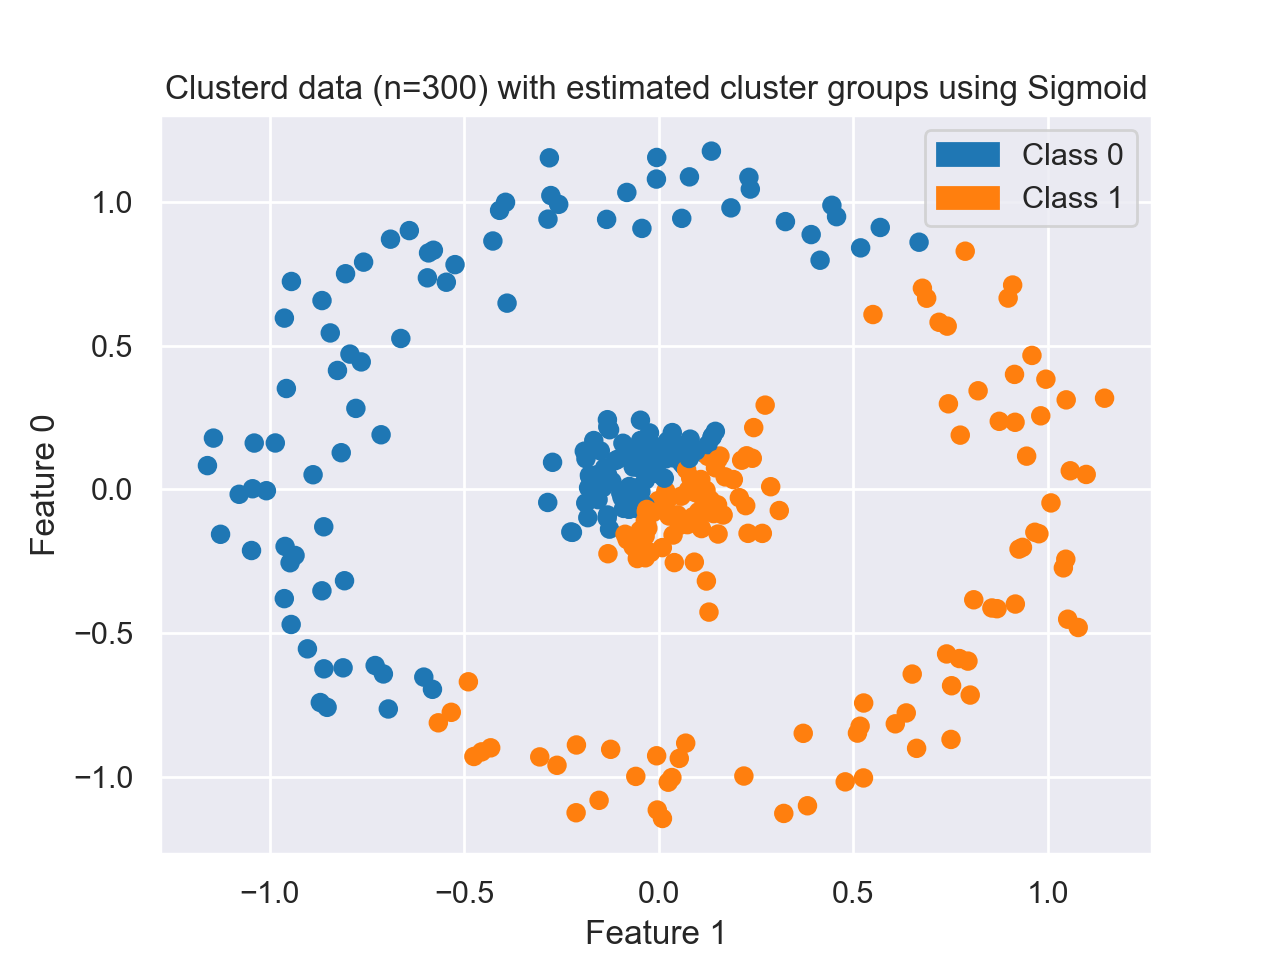 Clusterd data (n=300) with estimated cluster groups using Sigmoid
Class 0
Class 1
1.0
0.5
0.0
−0.5
−1.0
Feature 0
−1.0
−0.5
0.0
0.5
1.0
Feature 1